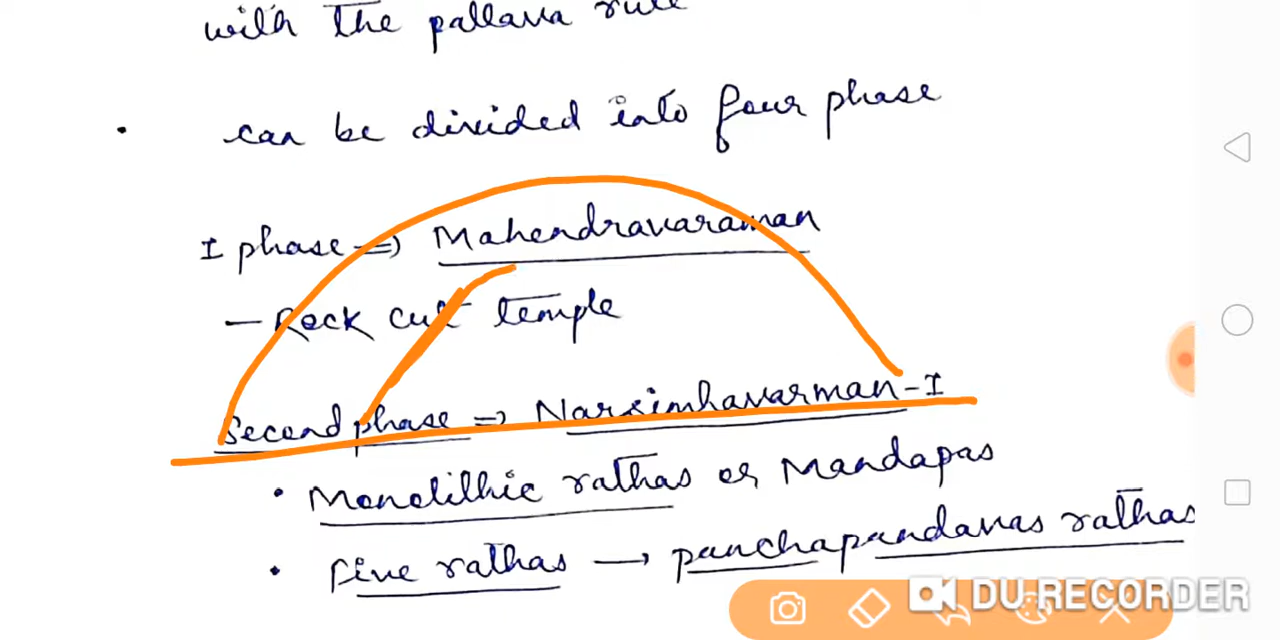 with the pallava rule
• can be divided into four phase
I phase => Mahendravaraman
- Rock cut temple
Second phase => Narsimhavarman-I
• Monolithic rathas or Mandapas
• Five rathas → panchapandavas rathas
DU RECORDER